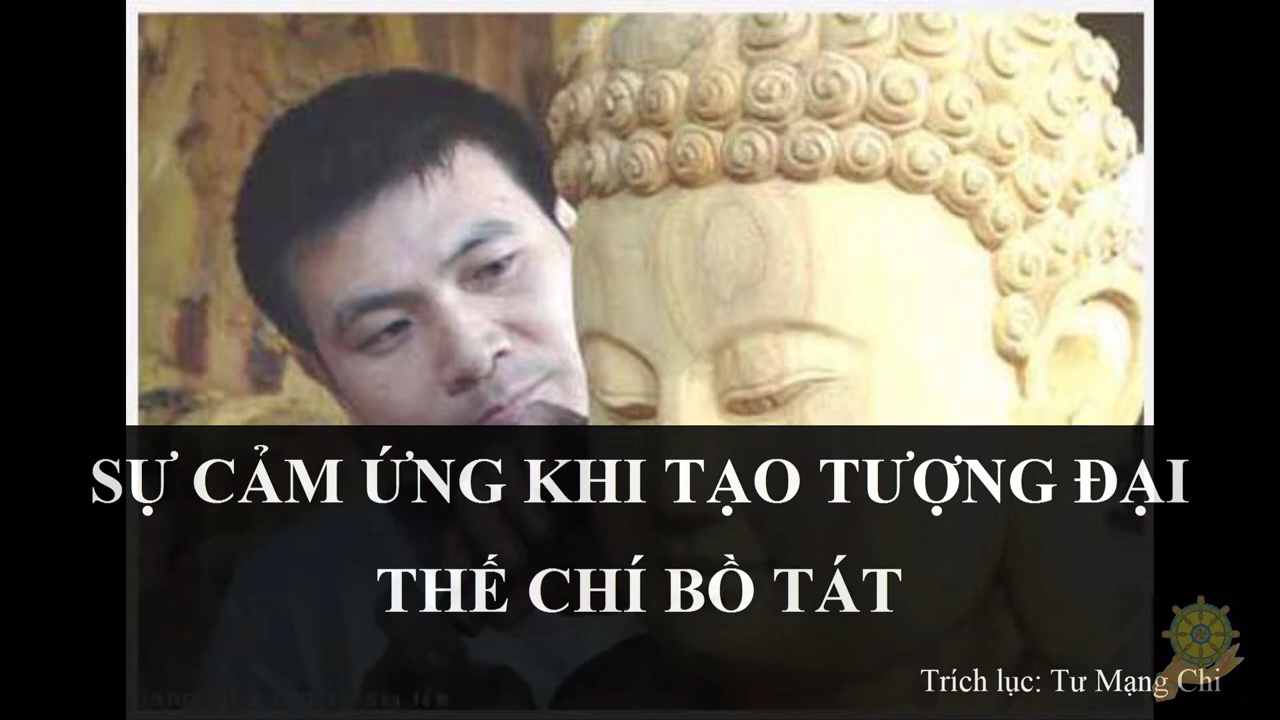 SỰ CẢM ỨNG KHI TẠO TƯỢNG ĐẠI
THẾ CHÍ BỒ TÁT
Trích lục: Tư Mạng Chi